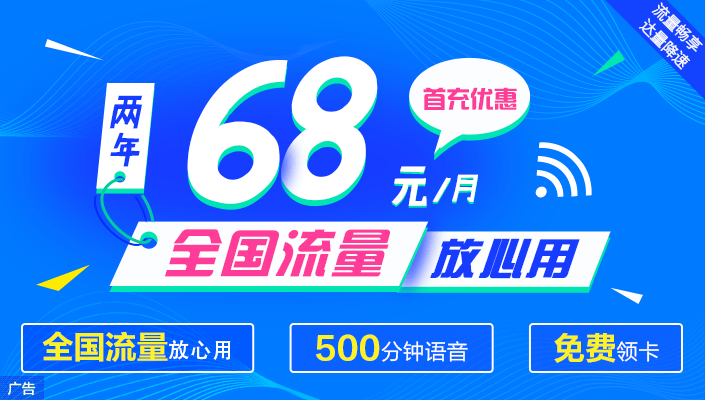 流量畅享
达量降速
两年
68元/月
首充优惠
全国流量 放心用
全国流量放心用
500分钟语音
免费领卡
广告